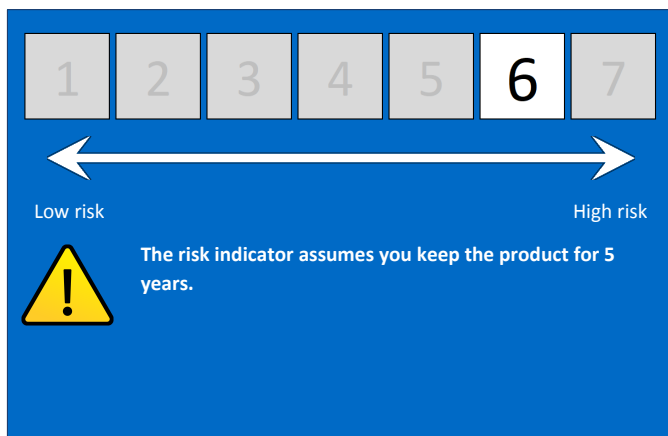 1 2 3 4 5 6 7
Low risk High risk
The risk indicator assumes you keep the product for 5
years.